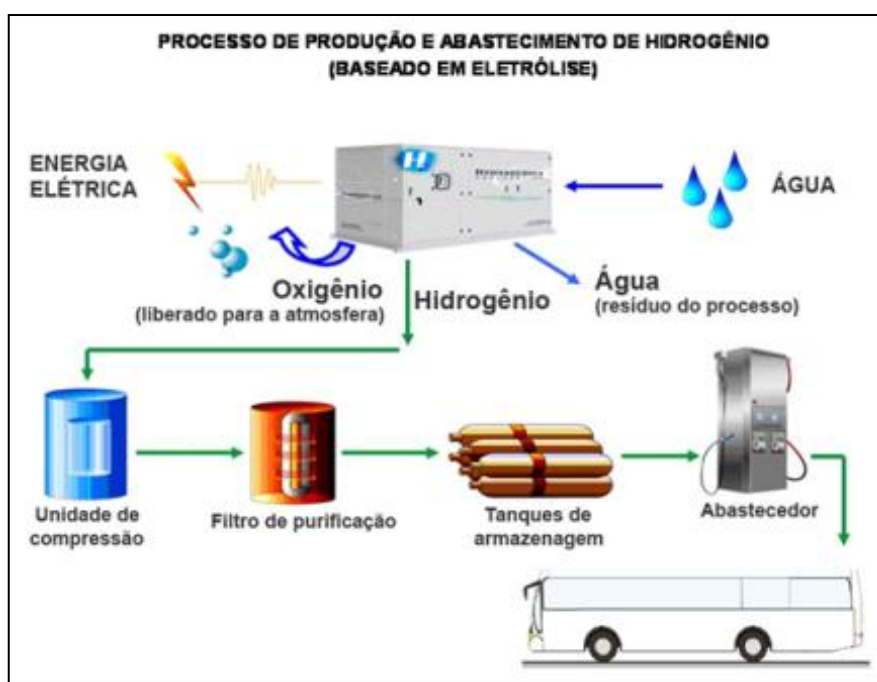 PROCESSO DE PRODUÇÃO E ABASTECIMENTO DE HIDROGÊNIO
(BASEADO EM ELETRÓLISE)
ENERGIA
ELÉTRICA
H
ÁGUA
Oxigênio
(liberado para a atmosfera)
Hidrogênio
Água
(resíduo do processo)
Unidade de
compressão
Filtro de purificação
Tanques de
armazenagem
Abastecedor